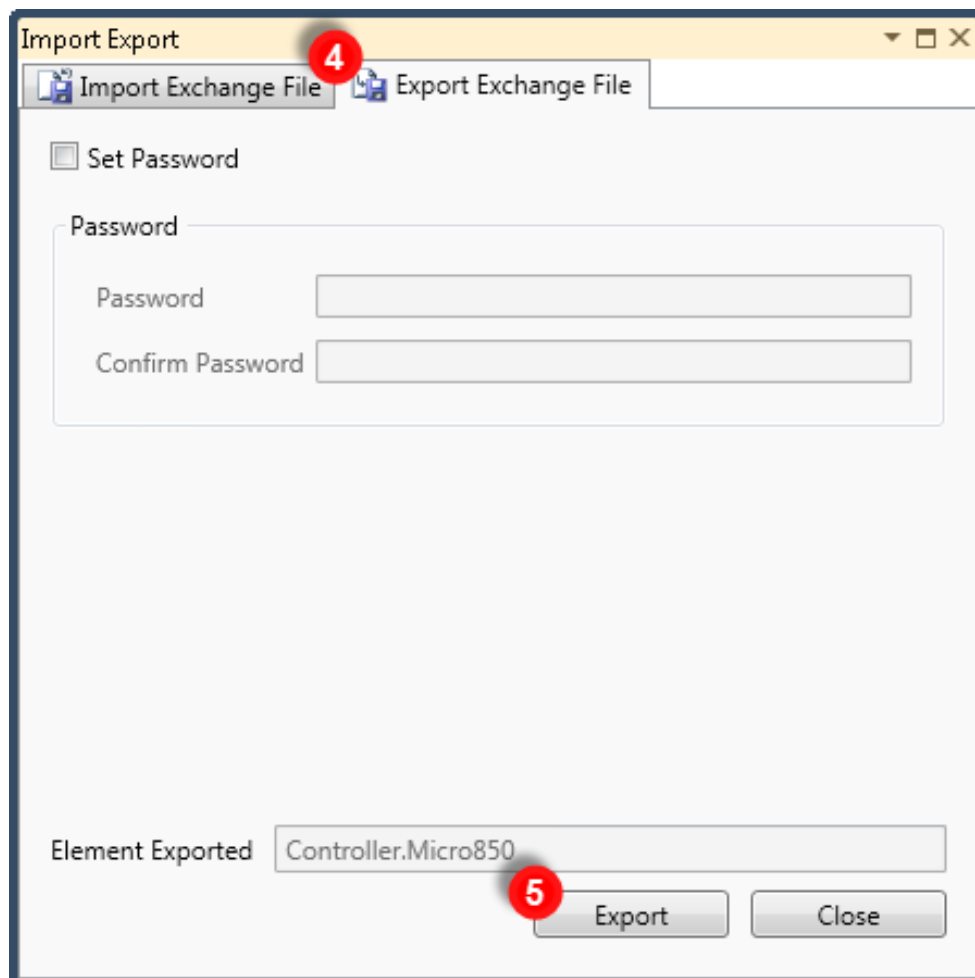 Import Export
4
Import Exchange File Export Exchange File
Set Password
Password
Password
Confirm Password
Element Exported Controller.Micro850
5
Export Close